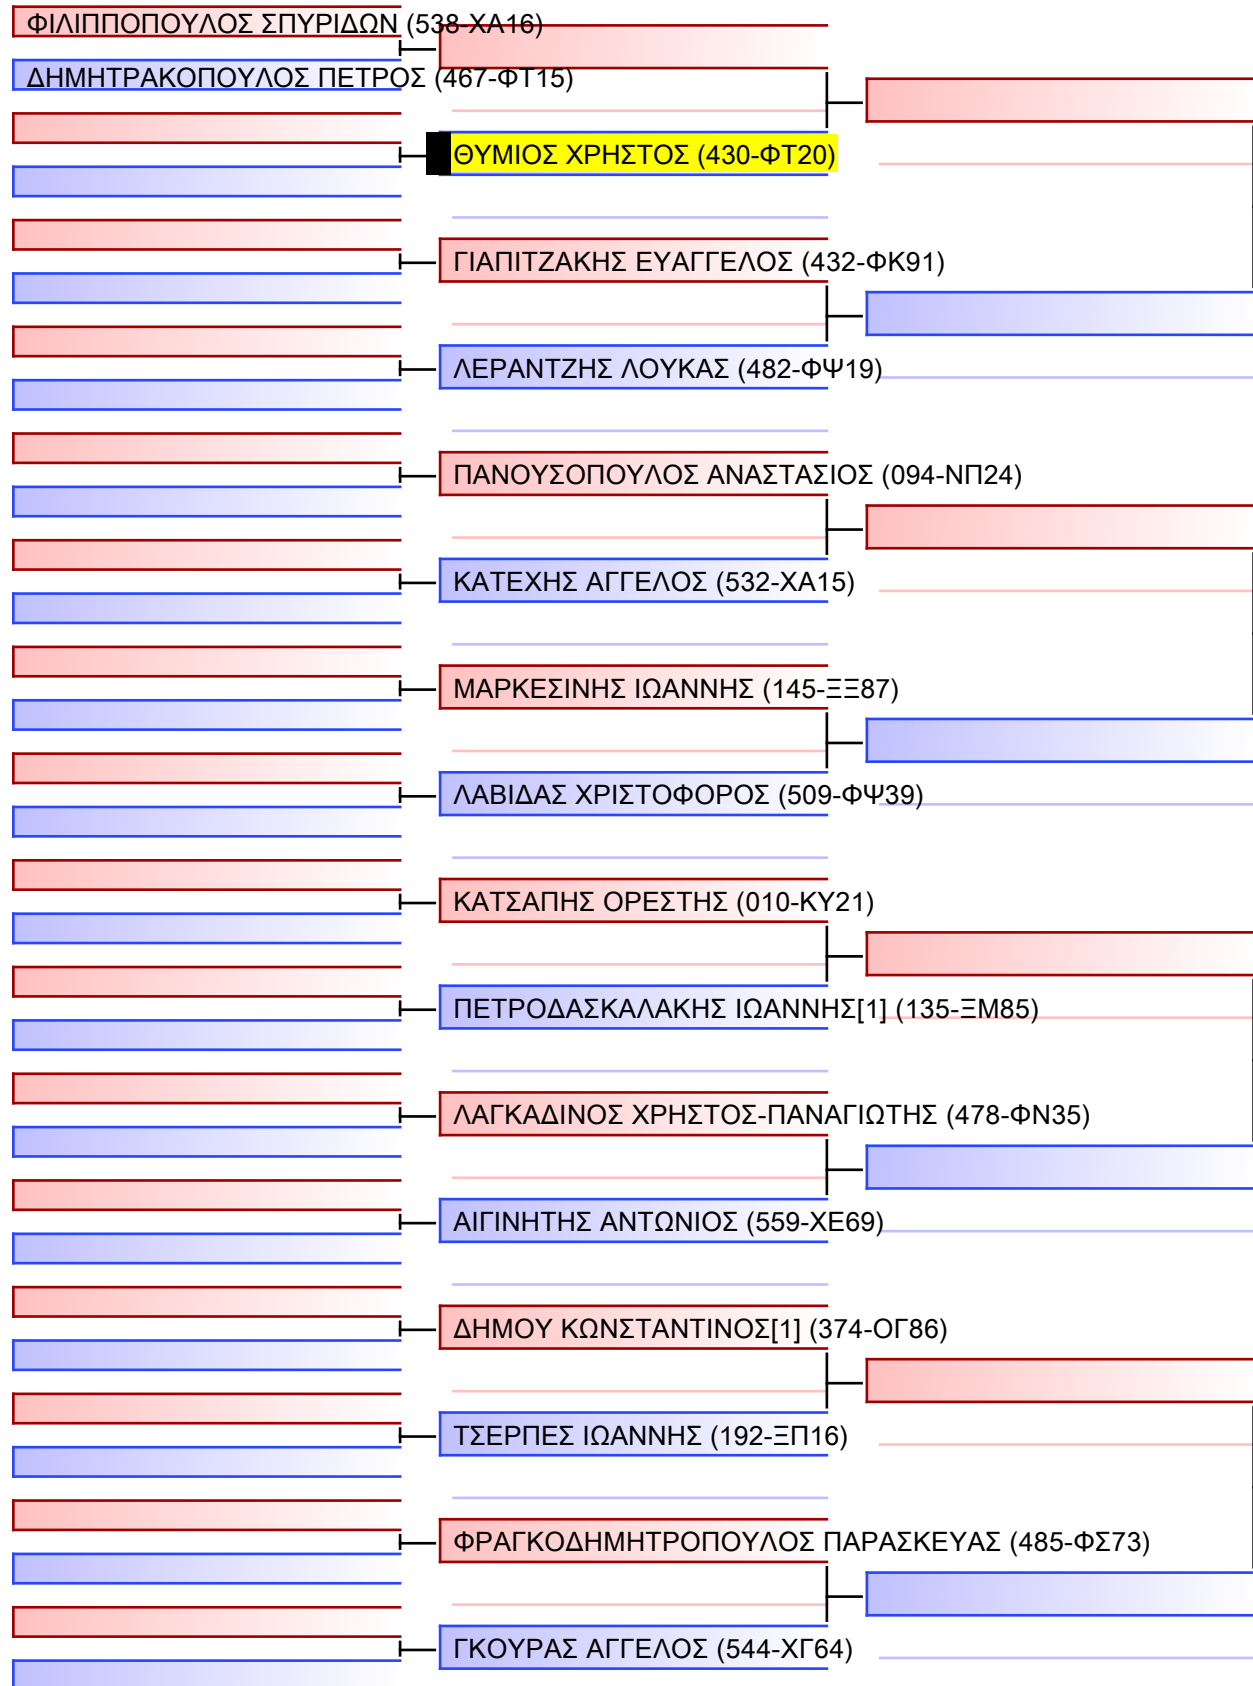 ΦΙΛΙΠΠΟΠΟΥΛΟΣ ΣΠΥΡΙΔΩΝ (538-ΧΑ16)
ΔΗΜΗΤΡΑΚΟΠΟΥΛΟΣ ΠΕΤΡΟΣ (467-ΦΤ15)
ΘΥΜΙΟΣ ΧΡΗΣΤΟΣ (430-ΦΤ20)
ΓΙΑΠΙΤΖΑΚΗΣ ΕΥΑΓΓΕΛΟΣ (432-ΦΚ91)
ΛΕΡΑΝΤΖΗΣ ΛΟΥΚΑΣ (482-ΦΨ19)
ΠΑΝΟΥΣΟΠΟΥΛΟΣ ΑΝΑΣΤΑΣΙΟΣ (094-ΝΠ24)
ΚΑΤΕΧΗΣ ΑΓΓΕΛΟΣ (532-ΧΑ15)
ΜΑΡΚΕΣΙΝΗΣ ΙΩΑΝΝΗΣ (145-ΞΞ87)
ΛΑΒΙΔΑΣ ΧΡΙΣΤΟΦΟΡΟΣ (509-ΦΨ39)
ΚΑΤΣΑΠΗΣ ΟΡΕΣΤΗΣ (010-ΚΥ21)
ΠΕΤΡΟΔΑΣΚΑΛΑΚΗΣ ΙΩΑΝΝΗΣ[1] (135-ΞΜ85)
ΛΑΓΚΑΔΙΝΟΣ ΧΡΗΣΤΟΣ-ΠΑΝΑΓΙΩΤΗΣ (478-ΦΝ35)
ΑΙΓΙΝΗΤΗΣ ΑΝΤΩΝΙΟΣ (559-ΧΕ69)
ΔΗΜΟΥ ΚΩΝΣΤΑΝΤΙΝΟΣ[1] (374-ΟΓ86)
ΤΣΕΡΠΕΣ ΙΩΑΝΝΗΣ (192-ΞΠ16)
ΦΡΑΓΚΟΔΗΜΗΤΡΟΠΟΥΛΟΣ ΠΑΡΑΣΚΕΥΑΣ (485-ΦΣ73)
ΓΚΟΥΡΑΣ ΑΓΓΕΛΟΣ (544-ΧΓ64)